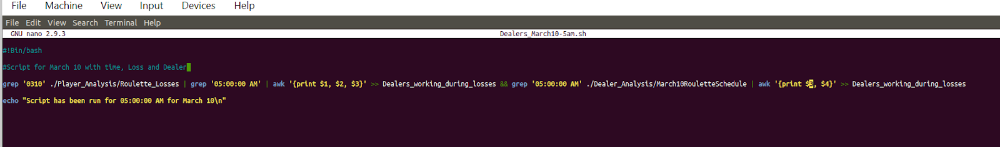 File Machine View Input Devices Help
File Edit View Search Terminal Help
GNU nano 2.9.3 Dealers_March10-5am.sh
#!Bin/bash
#Script for March 10 with time, Loss and Dealer
grep '0310' ./Player_Analysis/Roulette_Losses | grep '05:00:00 AM' | awk '{print $1, $2, $3}' >> Dealers_working_during_losses && grep '05:00:00 AM' ./Dealer_Analysis/March10RouletteSchedule | awk '{print $3, $4}' >> Dealers_working_during_losses
echo "Script has been run for 05:00:00 AM for March 10\n"